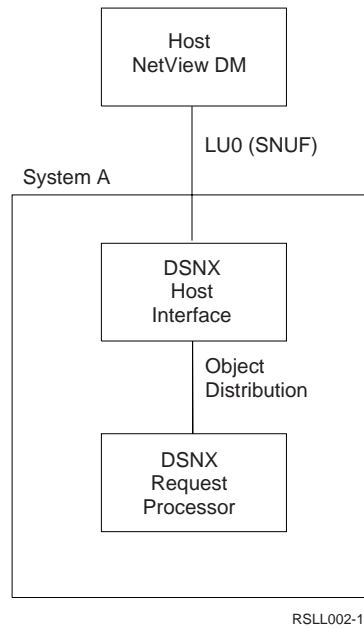 Host
NetView DM
LU0 (SNUF)
System A
DSNX
Host
Interface
Object
Distribution
DSNX
Request
Processor
RSLL002-1